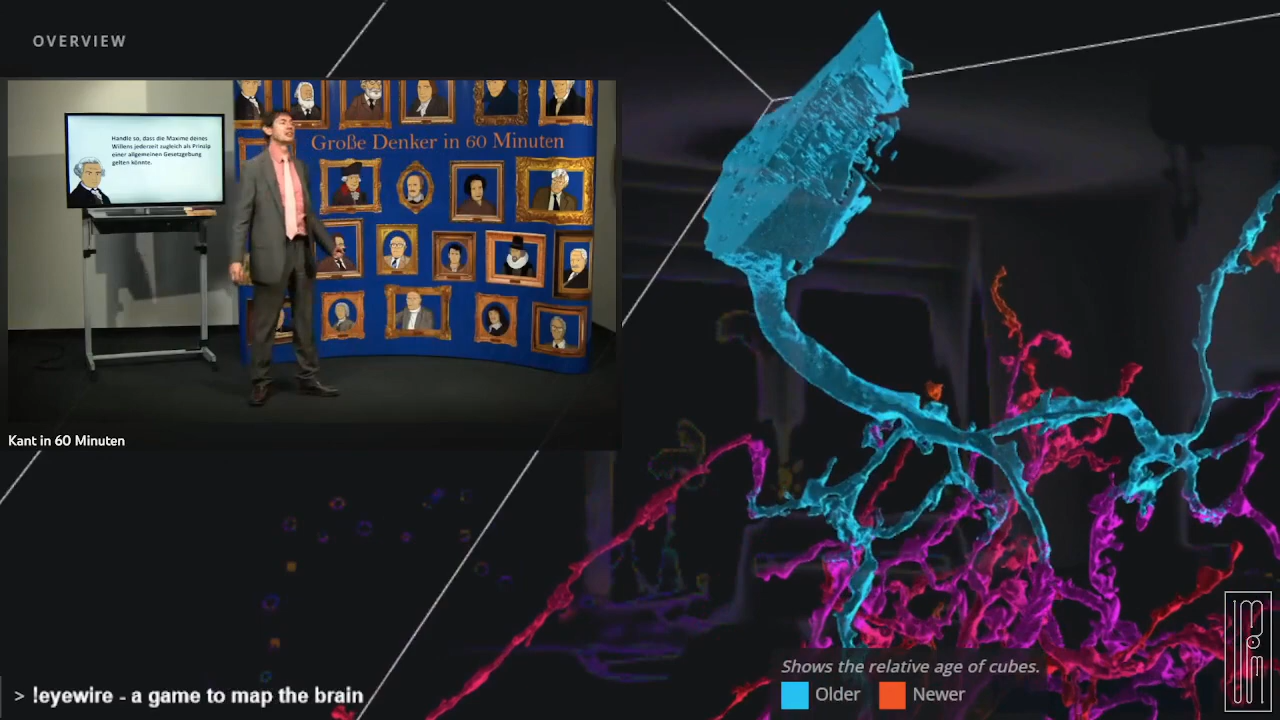 OVERVIEW
Handle so, dass die Maxime deines
Willens jederzeit zugleich als Prinzip
einer allgemeinen Gesetzgebung
gelten könnte.
Große Denker in 60 Minuten
Kant in 60 Minuten
> !eyewire - a game to map the brain
Shows the relative age of cubes.
Older
Newer